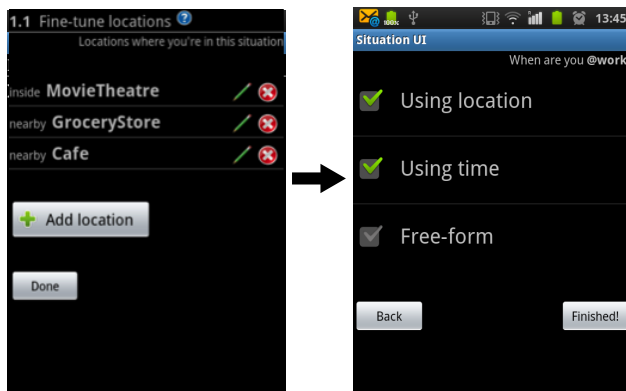 1.1 Fine-tune locations ?
Locations where you're in this situation
inside MovieTheatre
nearby GroceryStore
nearby Cafe
Add location
Done
100% 13:45
Situation UI
When are you @work
Using location
Using time
Free-form
Back Finished!